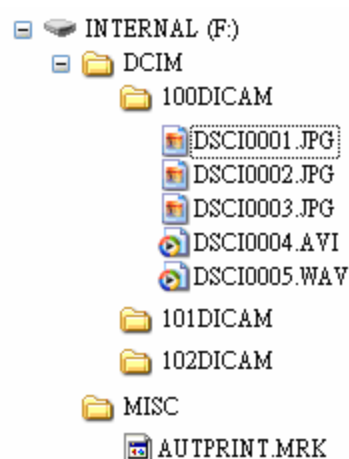 INTERNAL (F:)
DCIM
100DICAM
DSCI0001.JPG
DSCI0002.JPG
DSCI0003.JPG
DSCI0004.AVI
DSCI0005.WAV
101DICAM
102DICAM
MISC
AUTPRINT.MRK